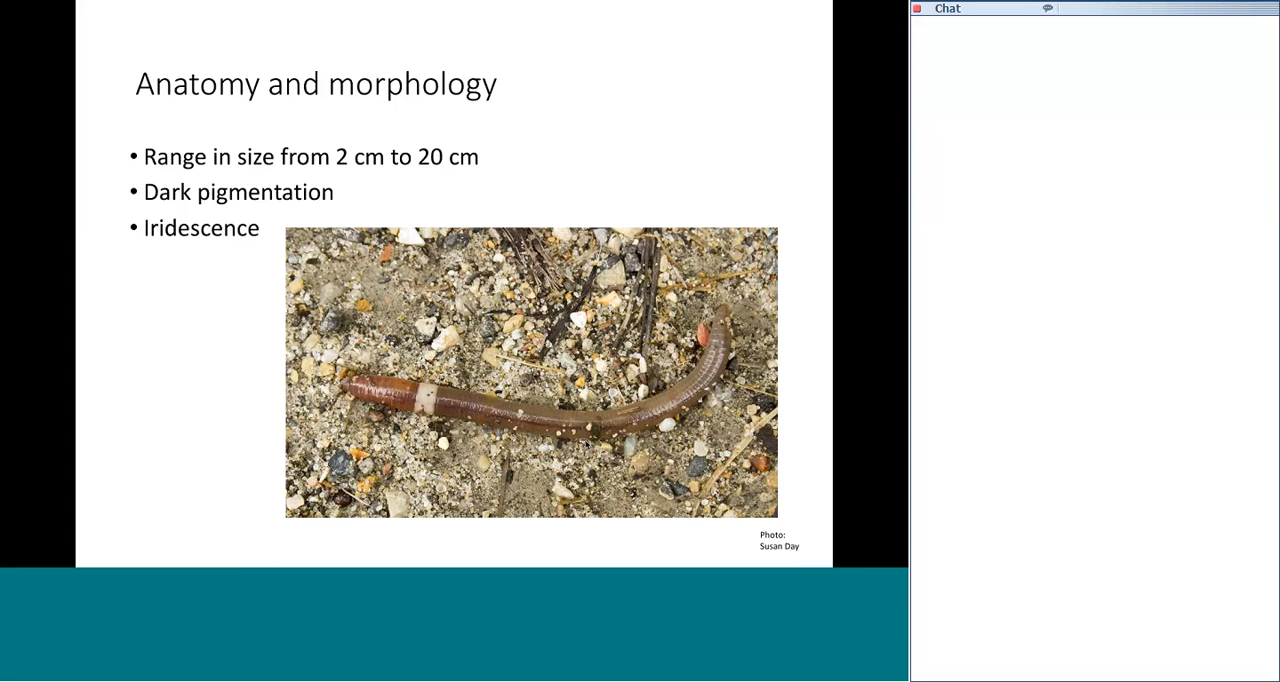 Chat
Anatomy and morphology
• Range in size from 2 cm to 20 cm
• Dark pigmentation
• Iridescence
Photo:
Susan Day